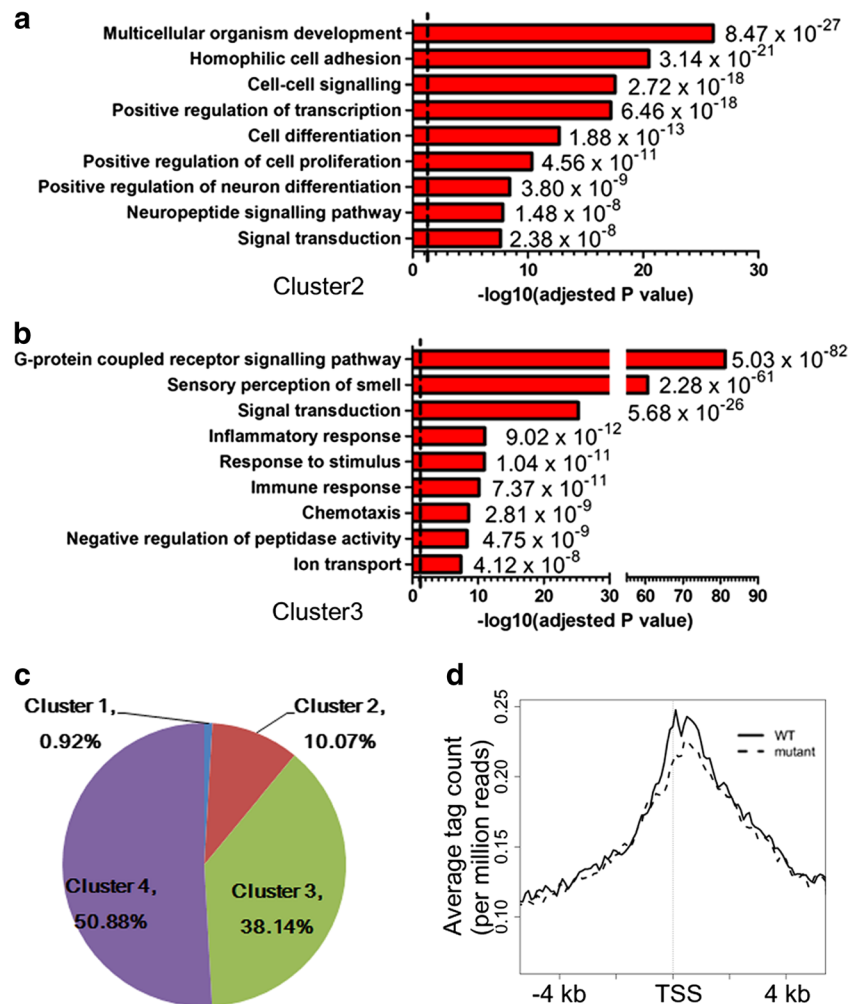 a
Multicellular organism development 8.47 x 10^-27
Homophilic cell adhesion 3.14 x 10^-21
Cell-cell signalling 2.72 x 10^-18
Positive regulation of transcription 6.46 x 10^-18
Cell differentiation 1.88 x 10^-13
Positive regulation of cell proliferation 4.56 x 10^-11
Positive regulation of neuron differentiation 3.80 x 10^-9
Neuropeptide signalling pathway 1.48 x 10^-8
Signal transduction 2.38 x 10^-8
0 10 20 30
Cluster2
-log10(adjusted P value)
b
G-protein coupled receptor signalling pathway 5.03 x 10^-82
Sensory perception of smell 2.28 x 10^-61
Signal transduction 5.68 x 10^-26
Inflammatory response 9.02 x 10^-12
Response to stimulus 1.04 x 10^-11
Immune response 7.37 x 10^-11
Chemotaxis 2.81 x 10^-9
Negative regulation of peptidase activity 4.75 x 10^-9
Ion transport 4.12 x 10^-8
0 10 20 30 60 70 80 90
Cluster3
-log10(adjusted P value)
c
Cluster 1,
0.92%
Cluster 2,
10.07%
Cluster 4,
50.88%
Cluster 3,
38.14%
d
Average tag count
(per million reads)
0.25
0.20
0.15
0.10
WT
mutant
-4 kb TSS 4 kb